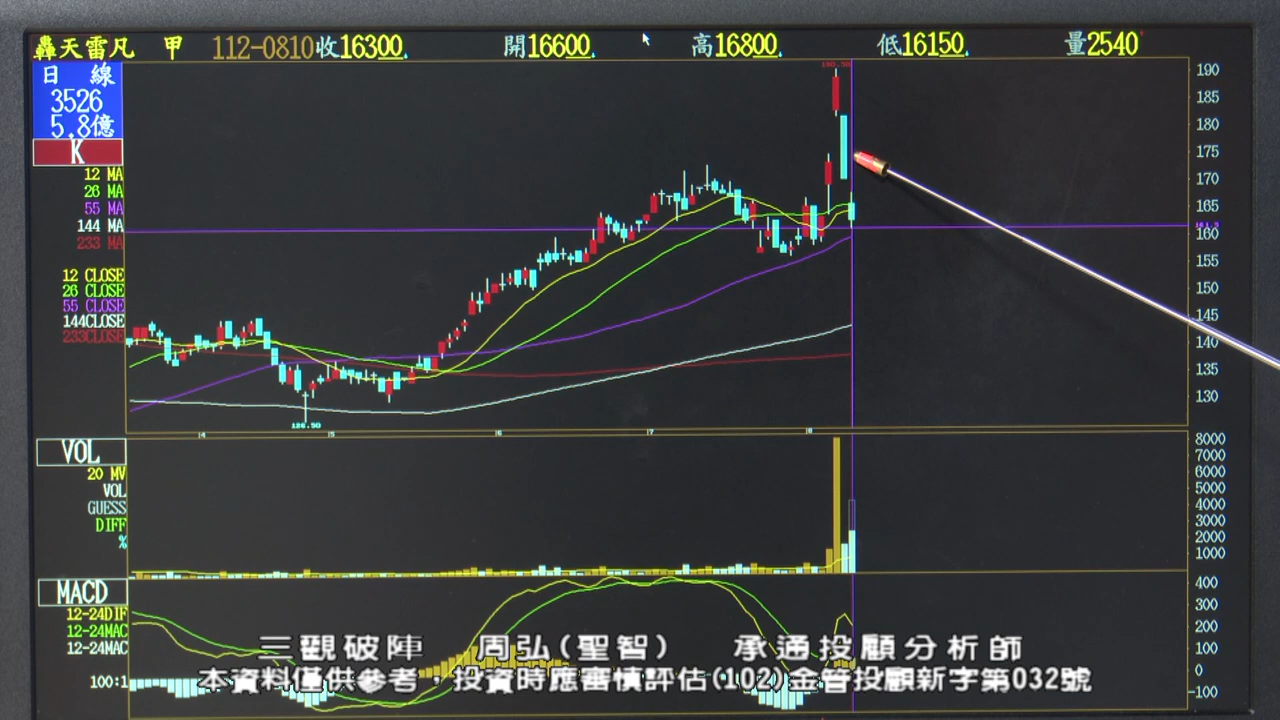 轟天雷凡 甲 112-0810收16300. 開16600. 高16800. 低16150. 量2540
日 線
3526
5.8億
K
12 MA
26 MA
55 MA
144 MA
233 MA
12 CLOSE
26 CLOSE
55 CLOSE
144CLOSE
233CLOSE
190
185
180
175
170
165
160
155
150
145
140
135
130
126.50
4 5 6 7 8
VOL
20 MV
VOL
GUESS
DIFF
%
8000
7000
6000
5000
4000
3000
2000
1000
MACD
12-24DIF
12-24MAC
12-24MAC
100:1
400
300
200
100
0
-100
三觀破陣 周弘(聖智) 承通投顧分析師
本資料僅供參考，投資時應審慎評估(102)金管投顧新字第032號